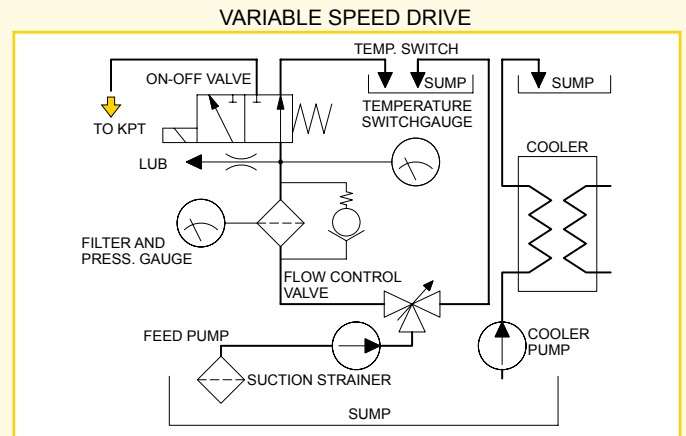 VARIABLE SPEED DRIVE
TEMP. SWITCH
ON-OFF VALVE
SUMP
SUMP
TEMPERATURE
SWITCHGAUGE
TO KPT
LUB
COOLER
FILTER AND
PRESS. GAUGE
FLOW CONTROL
VALVE
FEED PUMP
COOLER
PUMP
SUCTION STRAINER
SUMP